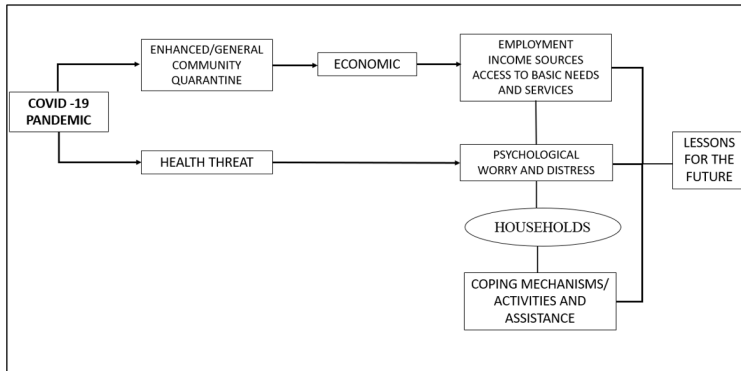 ENHANCED/GENERAL
COMMUNITY
QUARANTINE
ECONOMIC
EMPLOYMENT
INCOME SOURCES
ACCESS TO BASIC NEEDS
AND SERVICES
COVID -19
PANDEMIC
HEALTH THREAT
PSYCHOLOGICAL
WORRY AND DISTRESS
LESSONS
FOR THE
FUTURE
HOUSEHOLDS
COPING MECHANISMS/
ACTIVITIES AND
ASSISTANCE